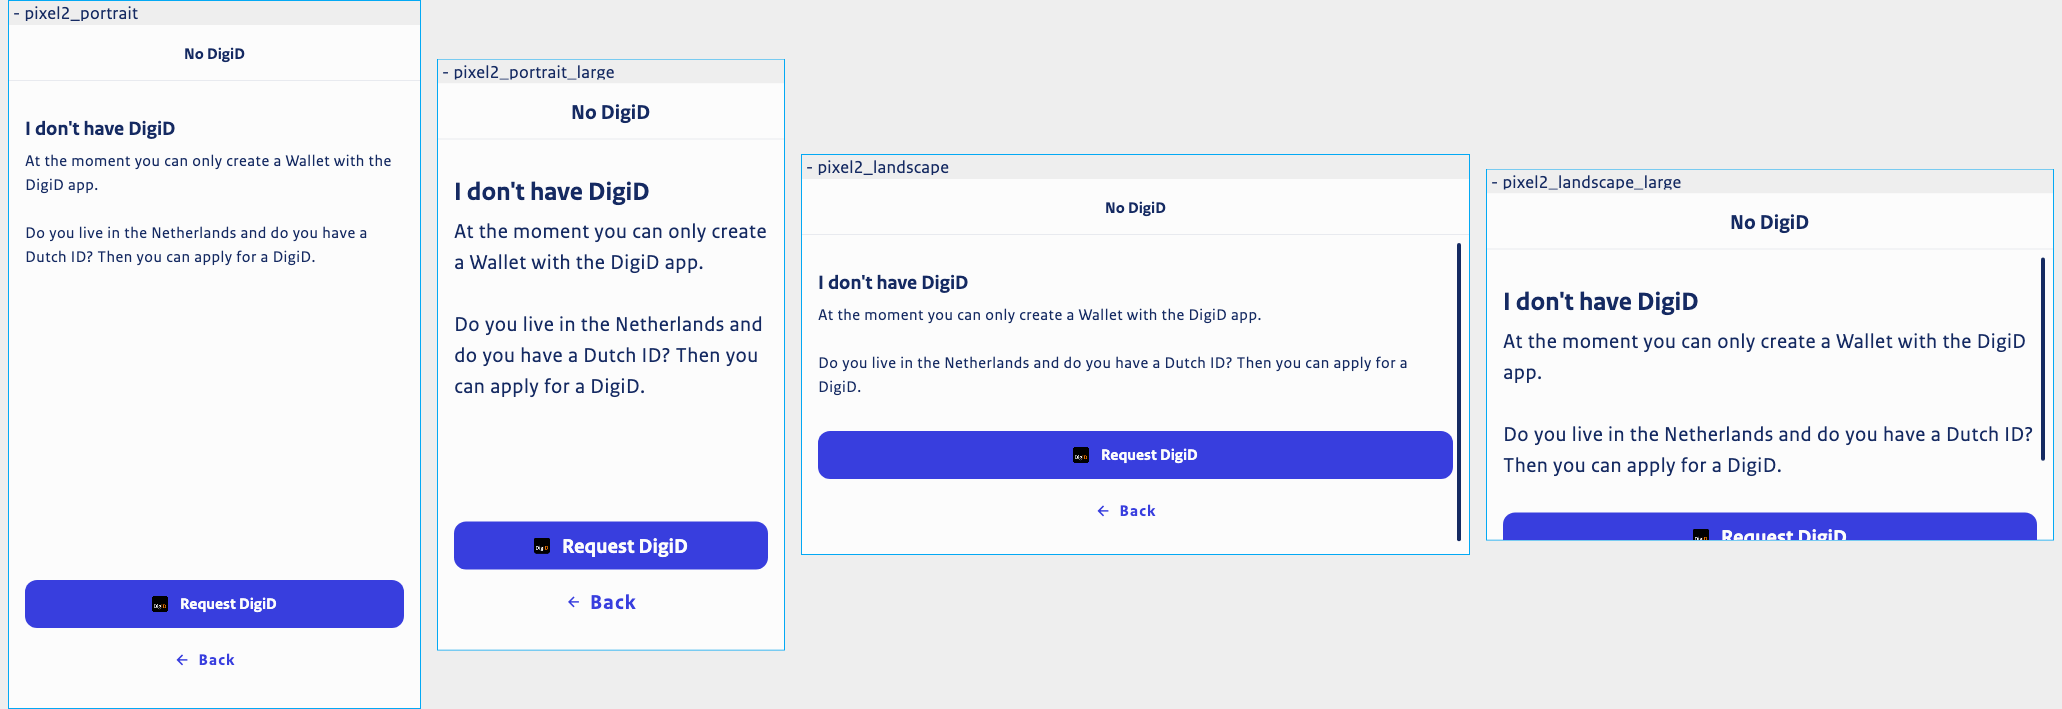 - pixel2_portrait
No DigiD
I don't have DigiD
At the moment you can only create a Wallet with the
DigiD app.
Do you live in the Netherlands and do you have a
Dutch ID? Then you can apply for a DigiD.
Request DigiD
← Back
- pixel2_portrait_large
No DigiD
I don't have DigiD
At the moment you can only create
a Wallet with the DigiD app.
Do you live in the Netherlands and
do you have a Dutch ID? Then you
can apply for a DigiD.
Request DigiD
← Back
- pixel2_landscape
No DigiD
I don't have DigiD
At the moment you can only create a Wallet with the DigiD app.
Do you live in the Netherlands and do you have a Dutch ID? Then you can apply for a
DigiD.
Request DigiD
← Back
- pixel2_landscape_large
No DigiD
I don't have DigiD
At the moment you can only create a Wallet with the DigiD
app.
Do you live in the Netherlands and do you have a Dutch ID?
Then you can apply for a DigiD.
Request DigiD